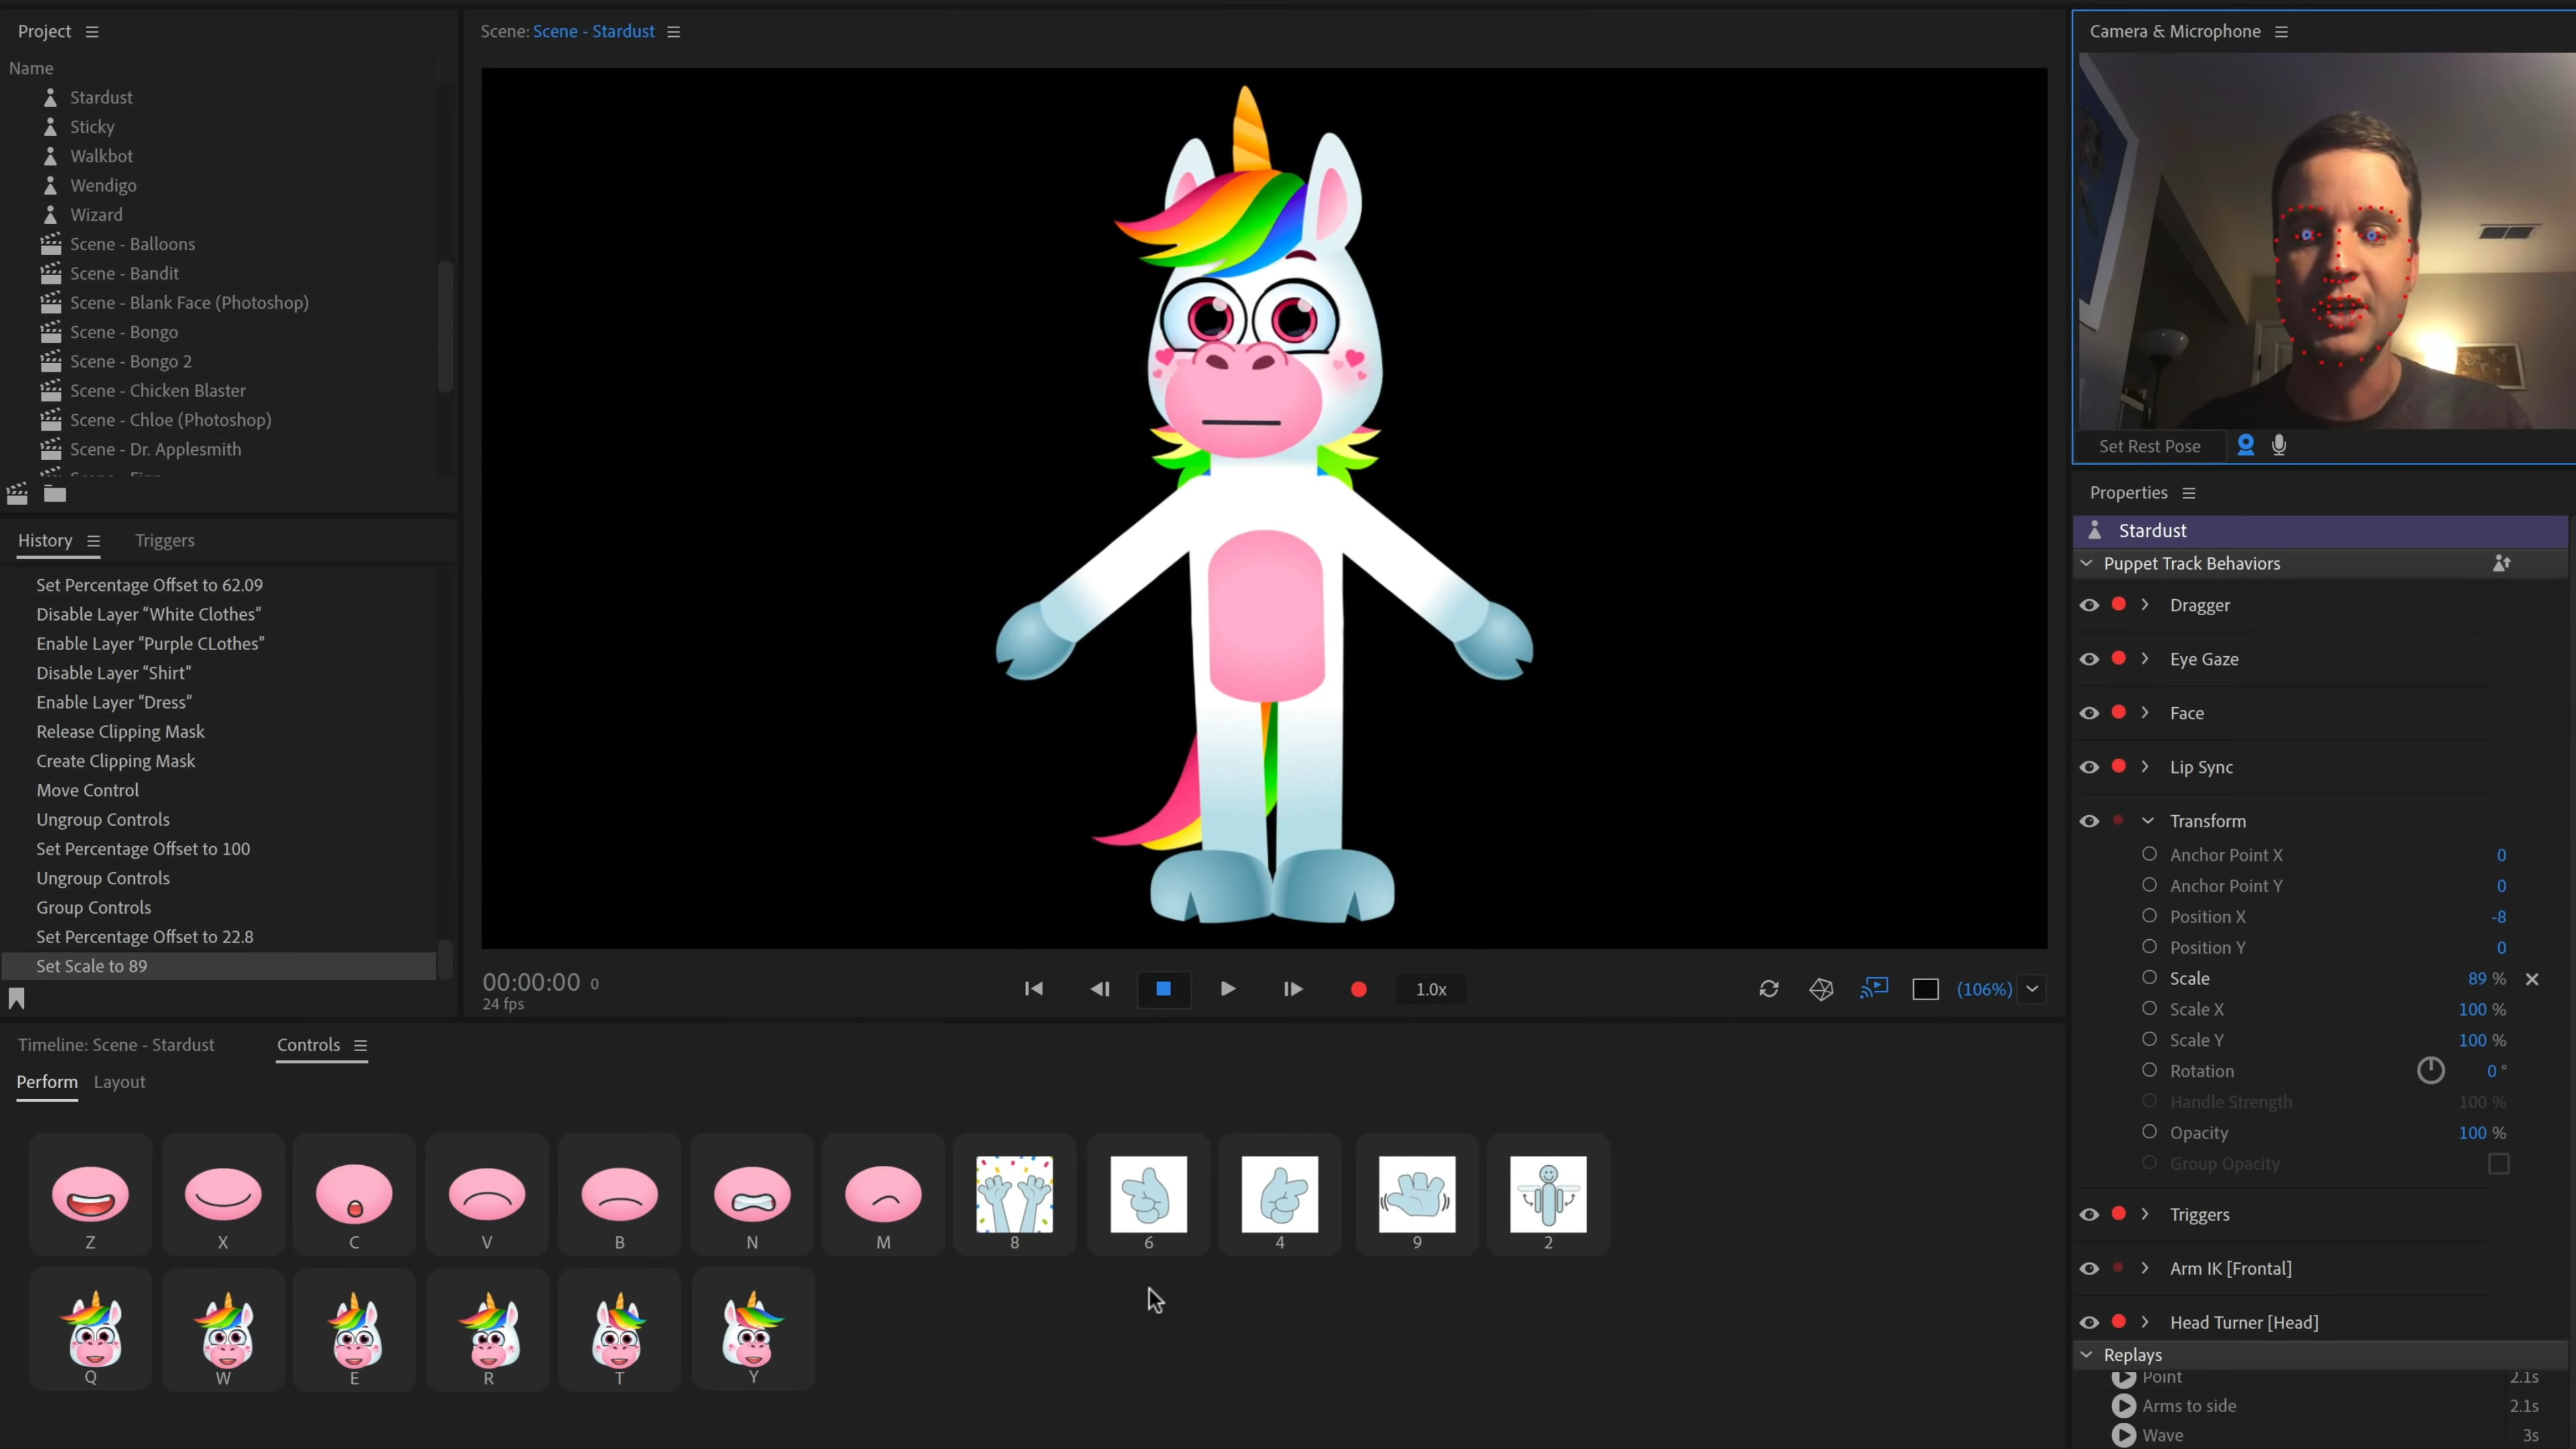 Project
Name
Stardust
Sticky
Walkbot
Wendigo
Wizard
Scene - Balloons
Scene - Bandit
Scene - Blank Face (Photoshop)
Scene - Bongo
Scene - Bongo 2
Scene - Chicken Blaster
Scene - Chloe (Photoshop)
Scene - Dr. Applesmith
History Triggers
Set Percentage Offset to 62.09
Disable Layer “White Clothes”
Enable Layer “Purple CLothes”
Disable Layer “Shirt”
Enable Layer “Dress”
Release Clipping Mask
Create Clipping Mask
Move Control
Ungroup Controls
Set Percentage Offset to 100
Ungroup Controls
Group Controls
Set Percentage Offset to 22.8
Set Scale to 89
Scene: Scene - Stardust
00:00:00 0
24 fps
1.0x
(106%)
Timeline: Scene - Stardust Controls
Perform Layout
Z X C V B N M 8 6 4 9 2
Q W E R T Y
Camera & Microphone
Set Rest Pose
Properties
Stardust
Puppet Track Behaviors
Dragger
Eye Gaze
Face
Lip Sync
Transform
Anchor Point X 0
Anchor Point Y 0
Position X -8
Position Y 0
Scale 89 %
Scale X 100 %
Scale Y 100 %
Rotation 0 °
Handle Strength 100 %
Opacity 100 %
Group Opacity
Triggers
Arm IK [Frontal]
Head Turner [Head]
Replays
Point 2.1s
Arms to side 2.1s
Wave 3s